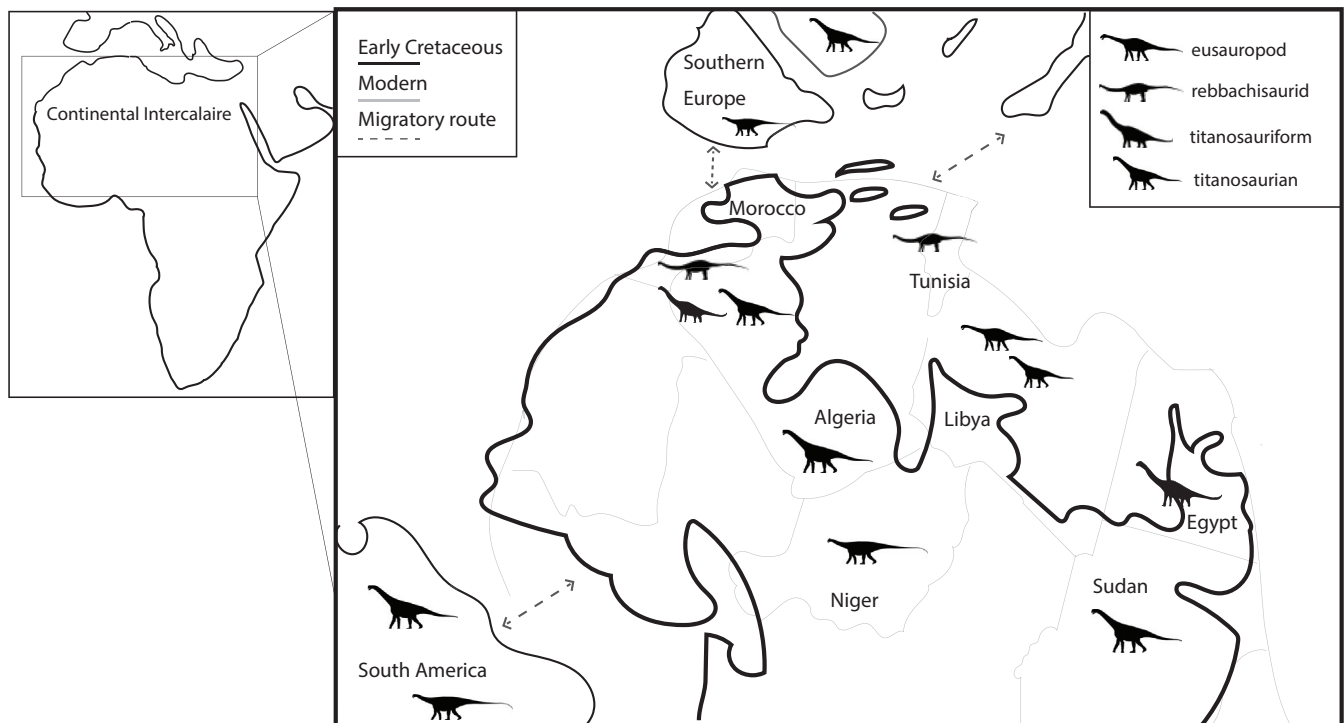 Continental Intercalaire
Early Cretaceous
Modern
Migratory route
Southern
Europe
eusauropod
rebbachisaurid
titanosauriform
titanosaurian
Morocco
Tunisia
Algeria
Libya
Egypt
Niger
Sudan
South America